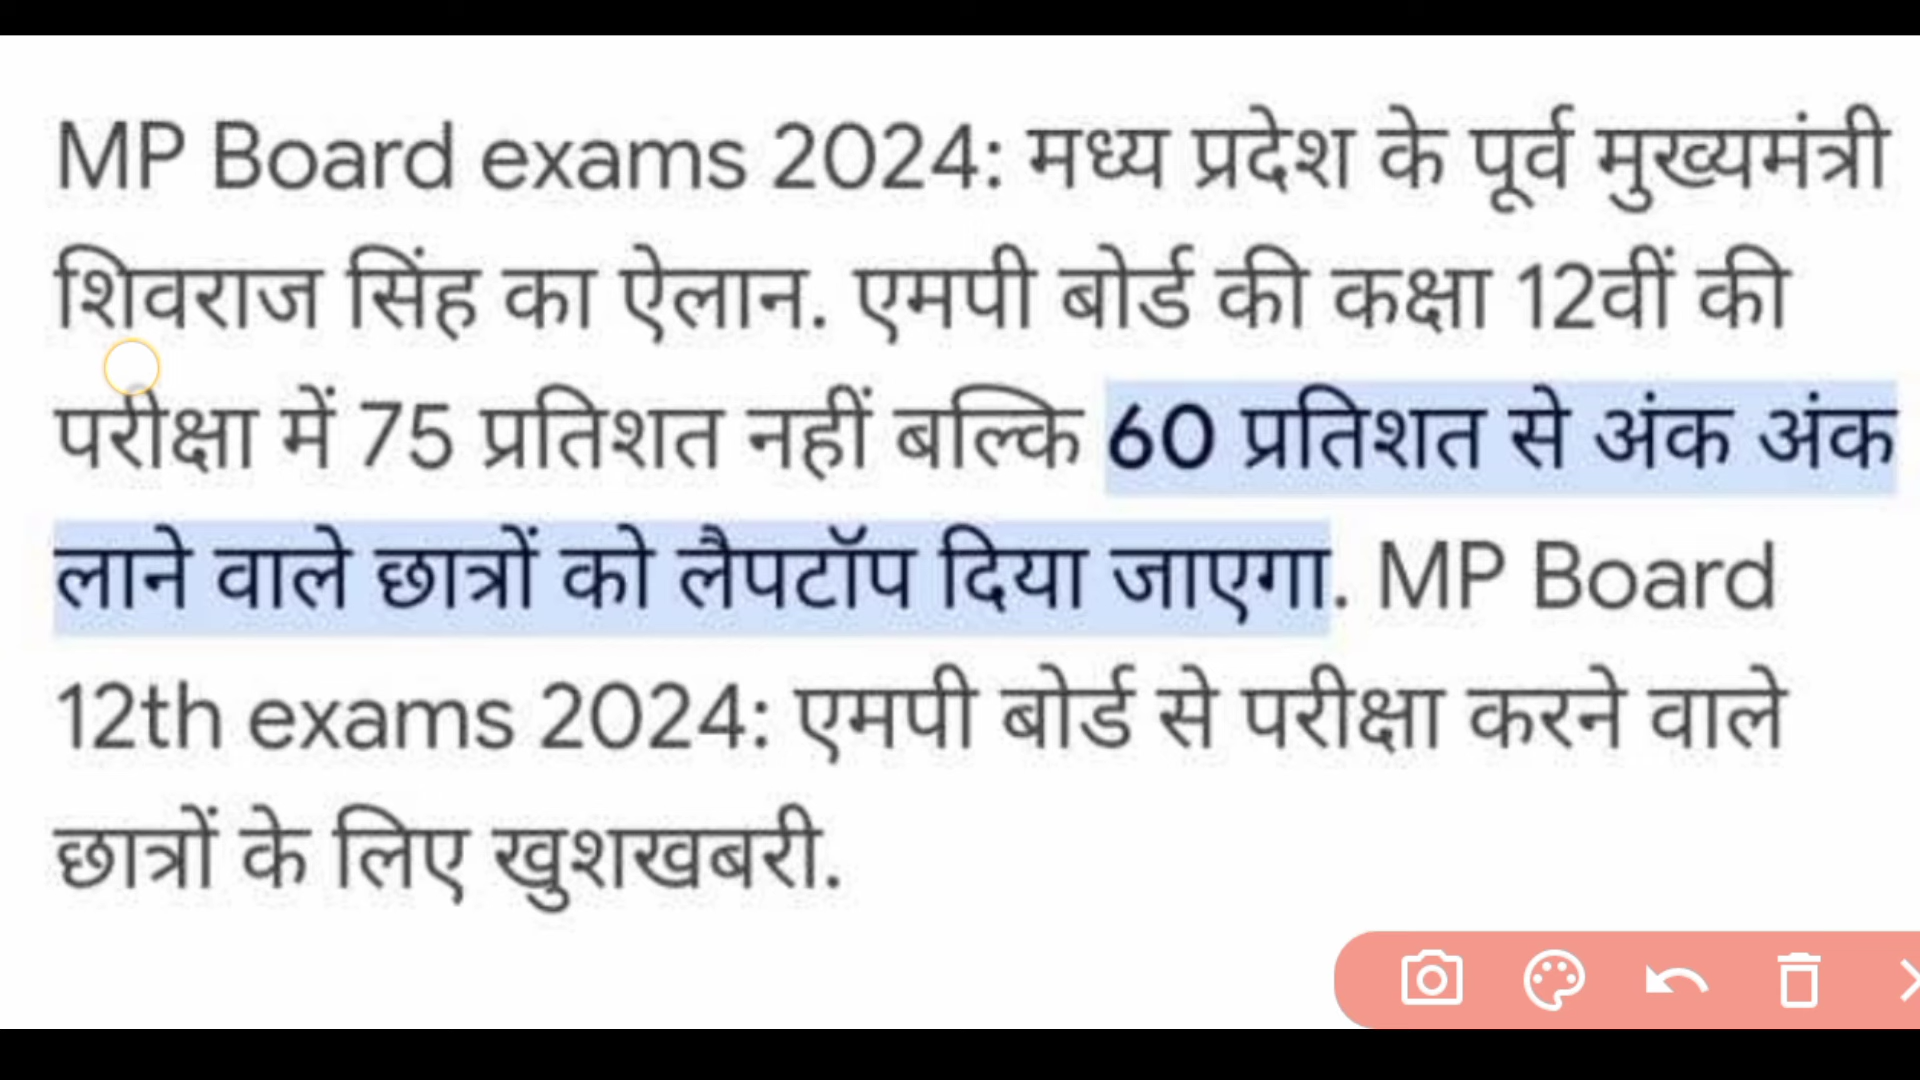 MP Board exams 2024: मध्य प्रदेश के पूर्व मुख्यमंत्री
शिवराज सिंह का ऐलान. एमपी बोर्ड की कक्षा 12वीं की
परीक्षा में 75 प्रतिशत नहीं बल्कि 60 प्रतिशत से अंक अंक
लाने वाले छात्रों को लैपटॉप दिया जाएगा. MP Board
12th exams 2024: एमपी बोर्ड से परीक्षा करने वाले
छात्रों के लिए खुशखबरी.